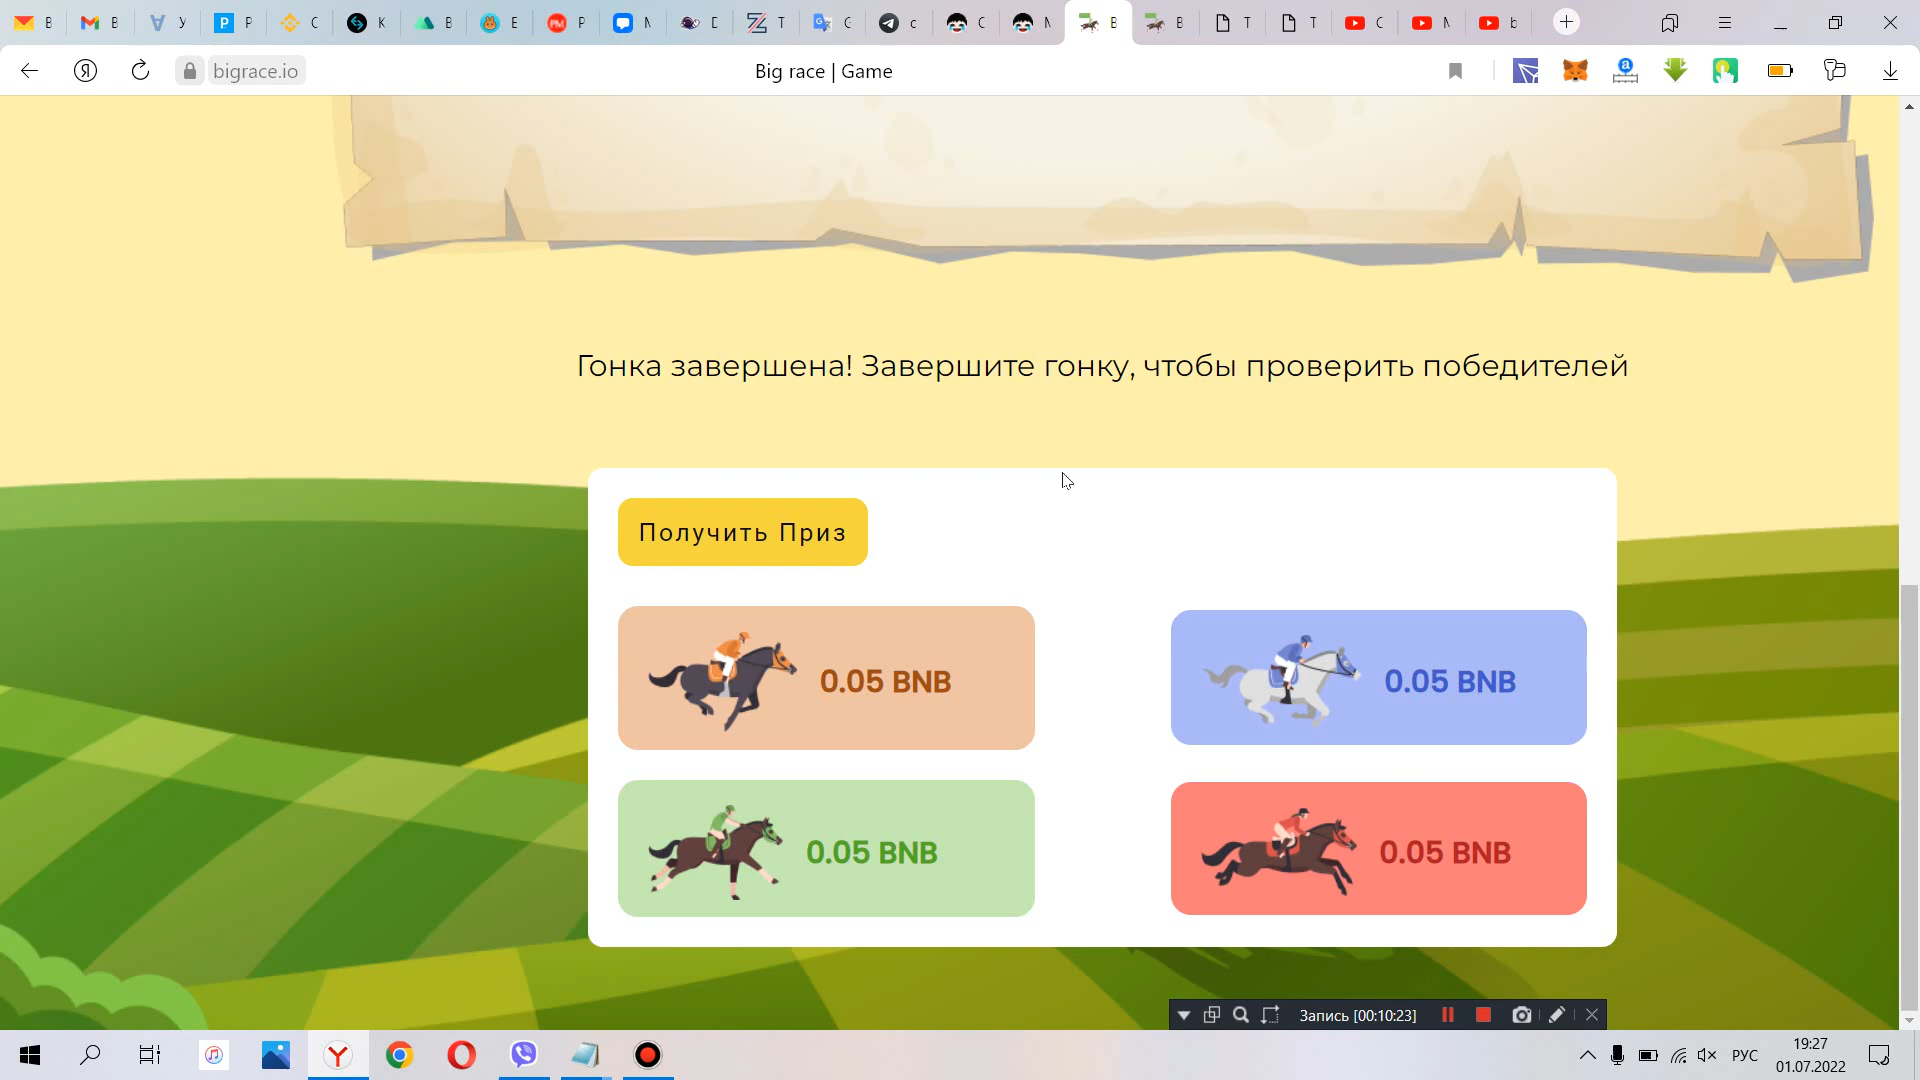 B B У P C K B E P N D T G c C N B B T T C N b
bigrace.io
Big race | Game
Гонка завершена! Завершите гонку, чтобы проверить победителей
Получить Приз
0.05 BNB
0.05 BNB
0.05 BNB
0.05 BNB
Запись [00:10:23]
19:27
РУС
01.07.2022